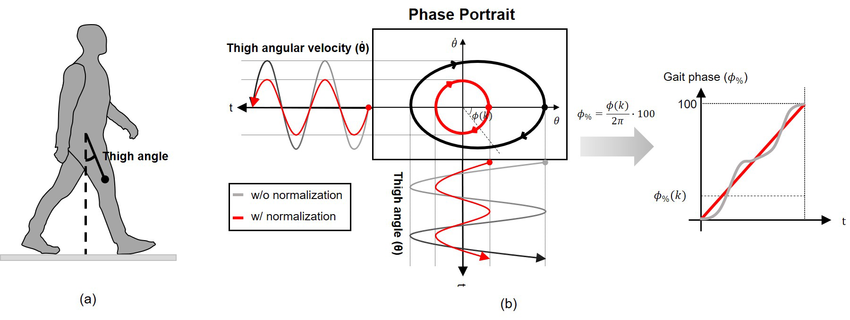 Phase Portrait
Thigh angular velocity (θ̇)
θ̇
t
ϕ(k)
θ
Thigh angle
Thigh angle (θ)
w/o normalization
w/ normalization
ϕ% = ϕ(k)/2π · 100
Gait phase (ϕ%)
100
ϕ%(k)
t
(a)
(b)